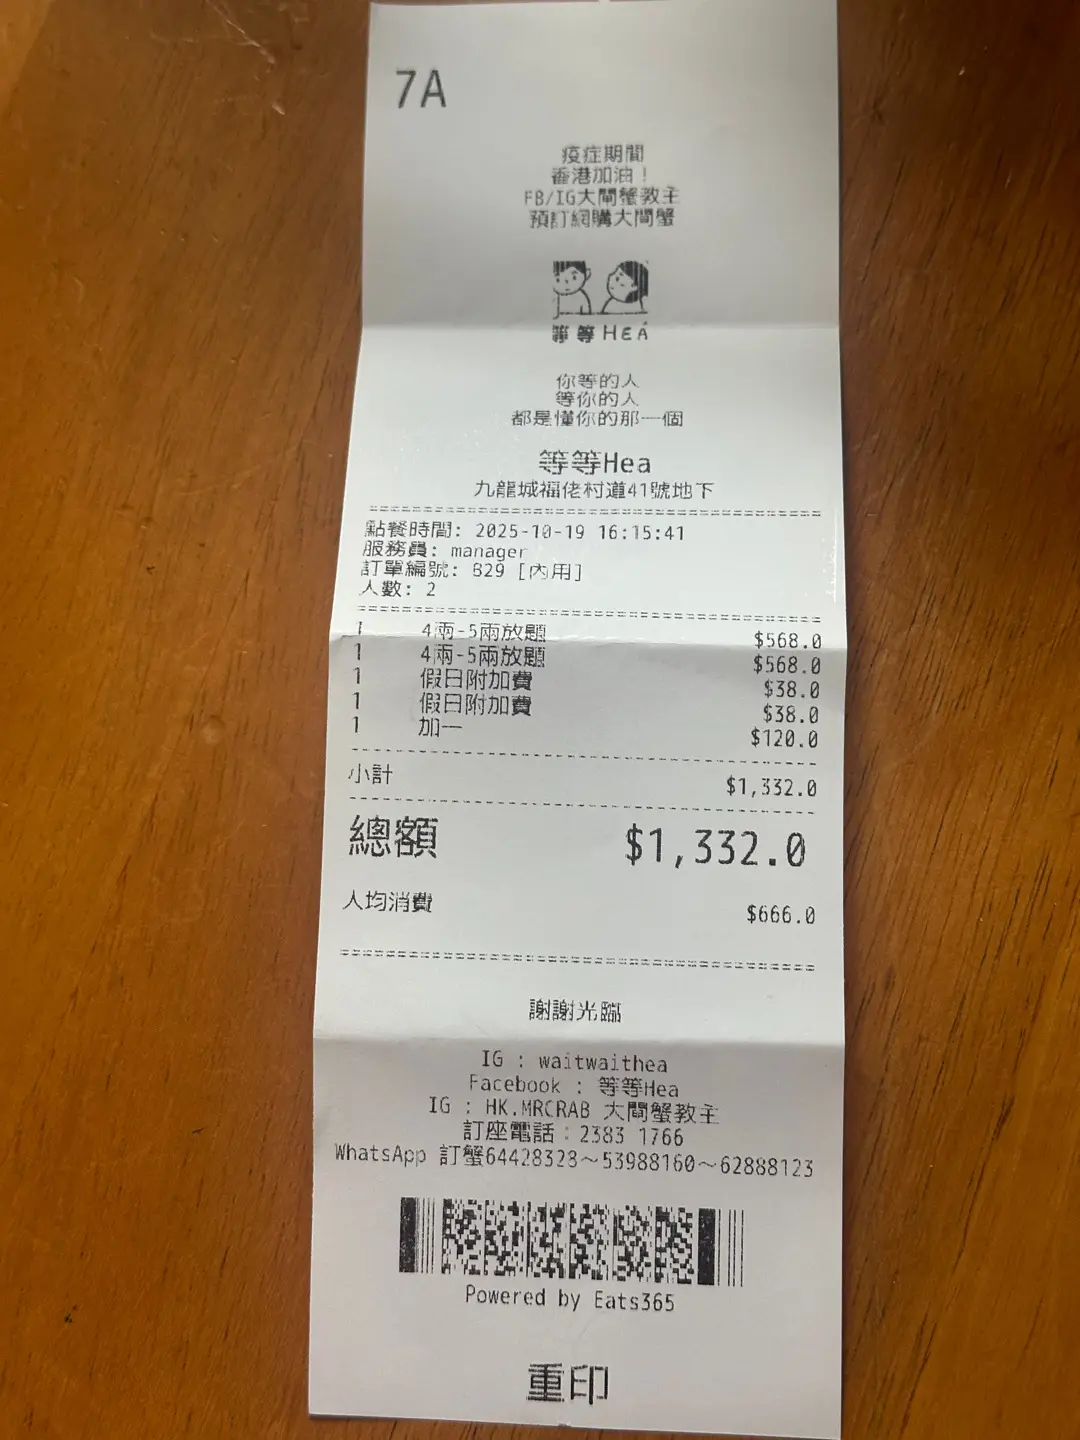 7A
疫症期間
香港加油！
FB/IG大閘蟹教主
預訂網購大閘蟹
等等HEA
你等的人
等你的人
都是懂你的那一個
等等Hea
九龍城福佬村道41號地下
點餐時間: 2025-10-19 16:15:41
服務員: manager
訂單編號: 829 [內用]
人數: 2
1 4兩-5兩放題 $568.0
1 4兩-5兩放題 $568.0
1 假日附加費 $38.0
1 假日附加費 $38.0
1 加一 $120.0
小計 $1,332.0
總額 $1,332.0
人均消費 $666.0
謝謝光臨
IG : waitwaithea
Facebook : 等等Hea
IG : HK.MRCRAB 大閘蟹教主
訂座電話：2383 1766
WhatsApp 訂蟹64428328～53988160～62888123
Powered by Eats365
重印